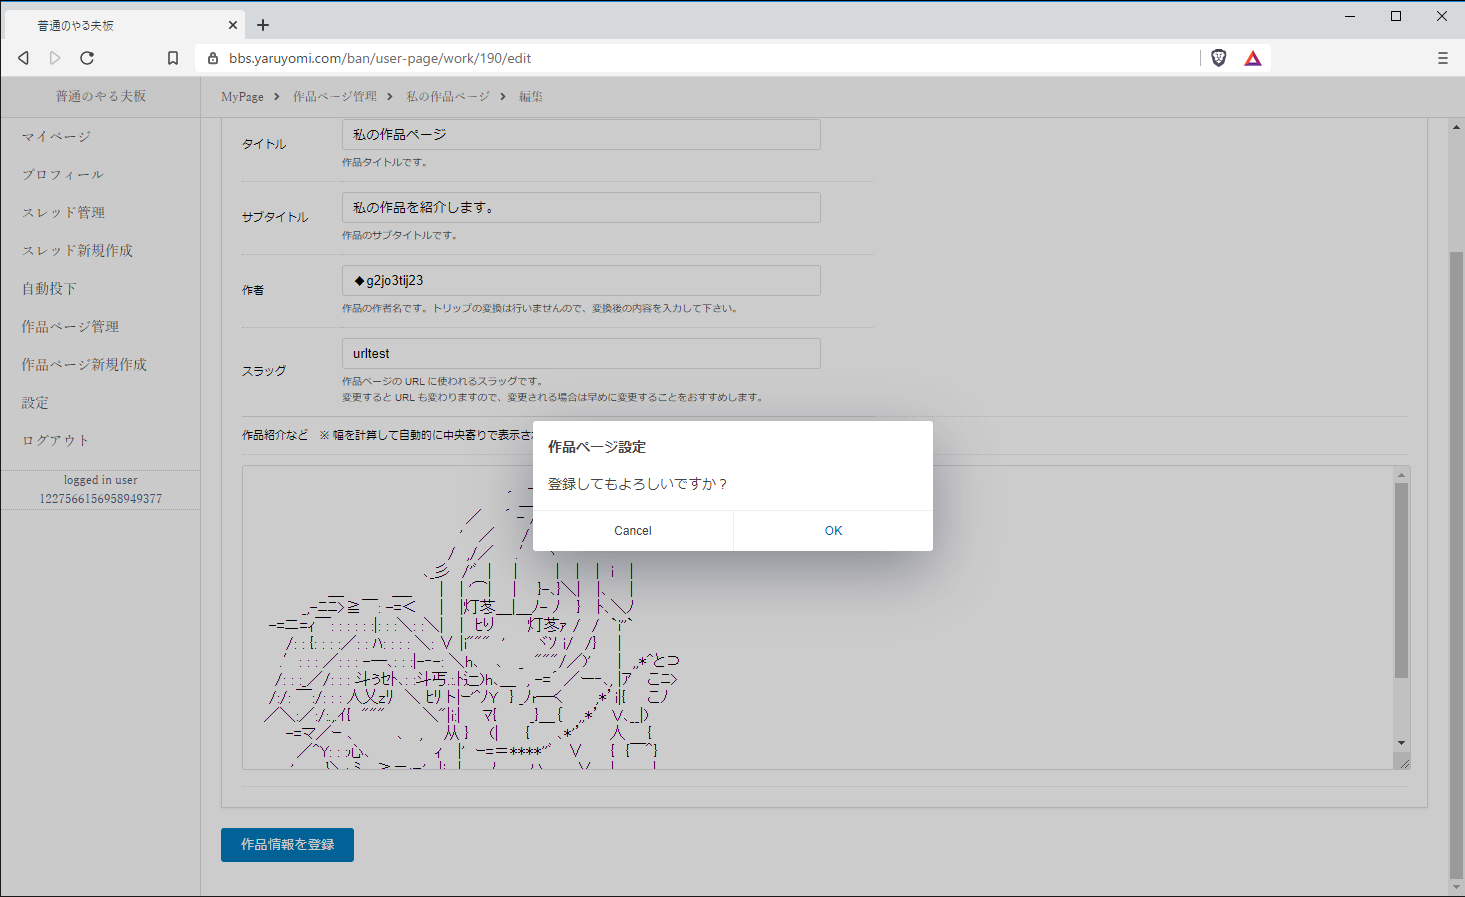 普通のやる夫板
bbs.yaruyomi.com/ban/user-page/work/190/edit
普通のやる夫板
MyPage > 作品ページ管理 > 私の作品ページ > 編集
マイページ
プロフィール
スレッド管理
スレッド新規作成
自動投下
作品ページ管理
作品ページ新規作成
設定
ログアウト
logged in user
1227566156958949377
タイトル
私の作品ページ
作品タイトルです。
サブタイトル
私の作品を紹介します。
作品のサブタイトルです。
作者
◆g2jo3tij23
作品の作者名です。トリップの変換は行いませんので、変換後の内容を入力して下さい。
スラッグ
urltest
作品ページの URL に使われるスラッグです。
変更すると URL も変わりますので、変更される場合は早めに変更することをおすすめします。
作品紹介など　※ 幅を計算して自動的に中央寄りで表示さ
作品ページ設定
登録してもよろしいですか？
Cancel
OK
作品情報を登録